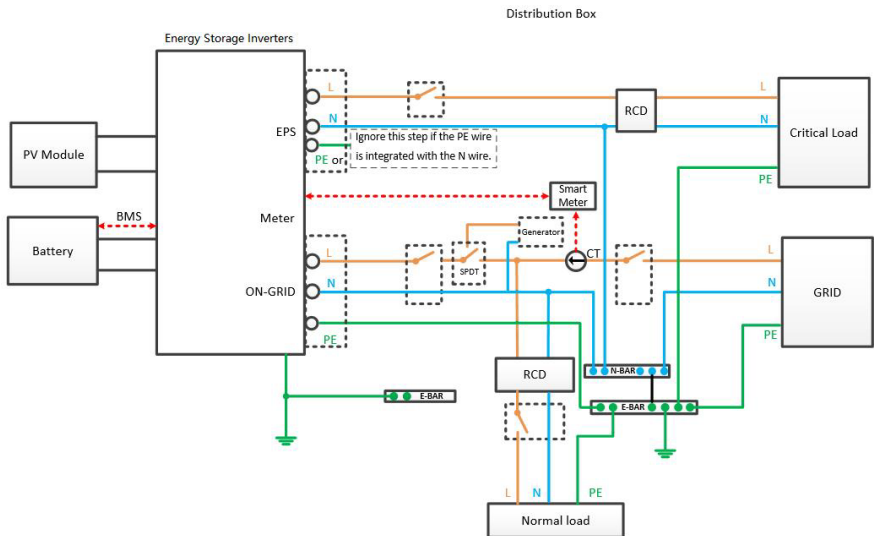 Distribution Box
Energy Storage Inverters
L
L
RCD
N
N
EPS
Critical Load
Ignore this step if the PE wire
is integrated with the N wire.
PE or
PV Module
PE
Smart
Meter
BMS
Meter
Generator
Battery
L
CT
L
SPDT
N
ON-GRID
N
GRID
PE
PE
RCD
N-BAR
E-BAR
E-BAR
L
N
PE
Normal load